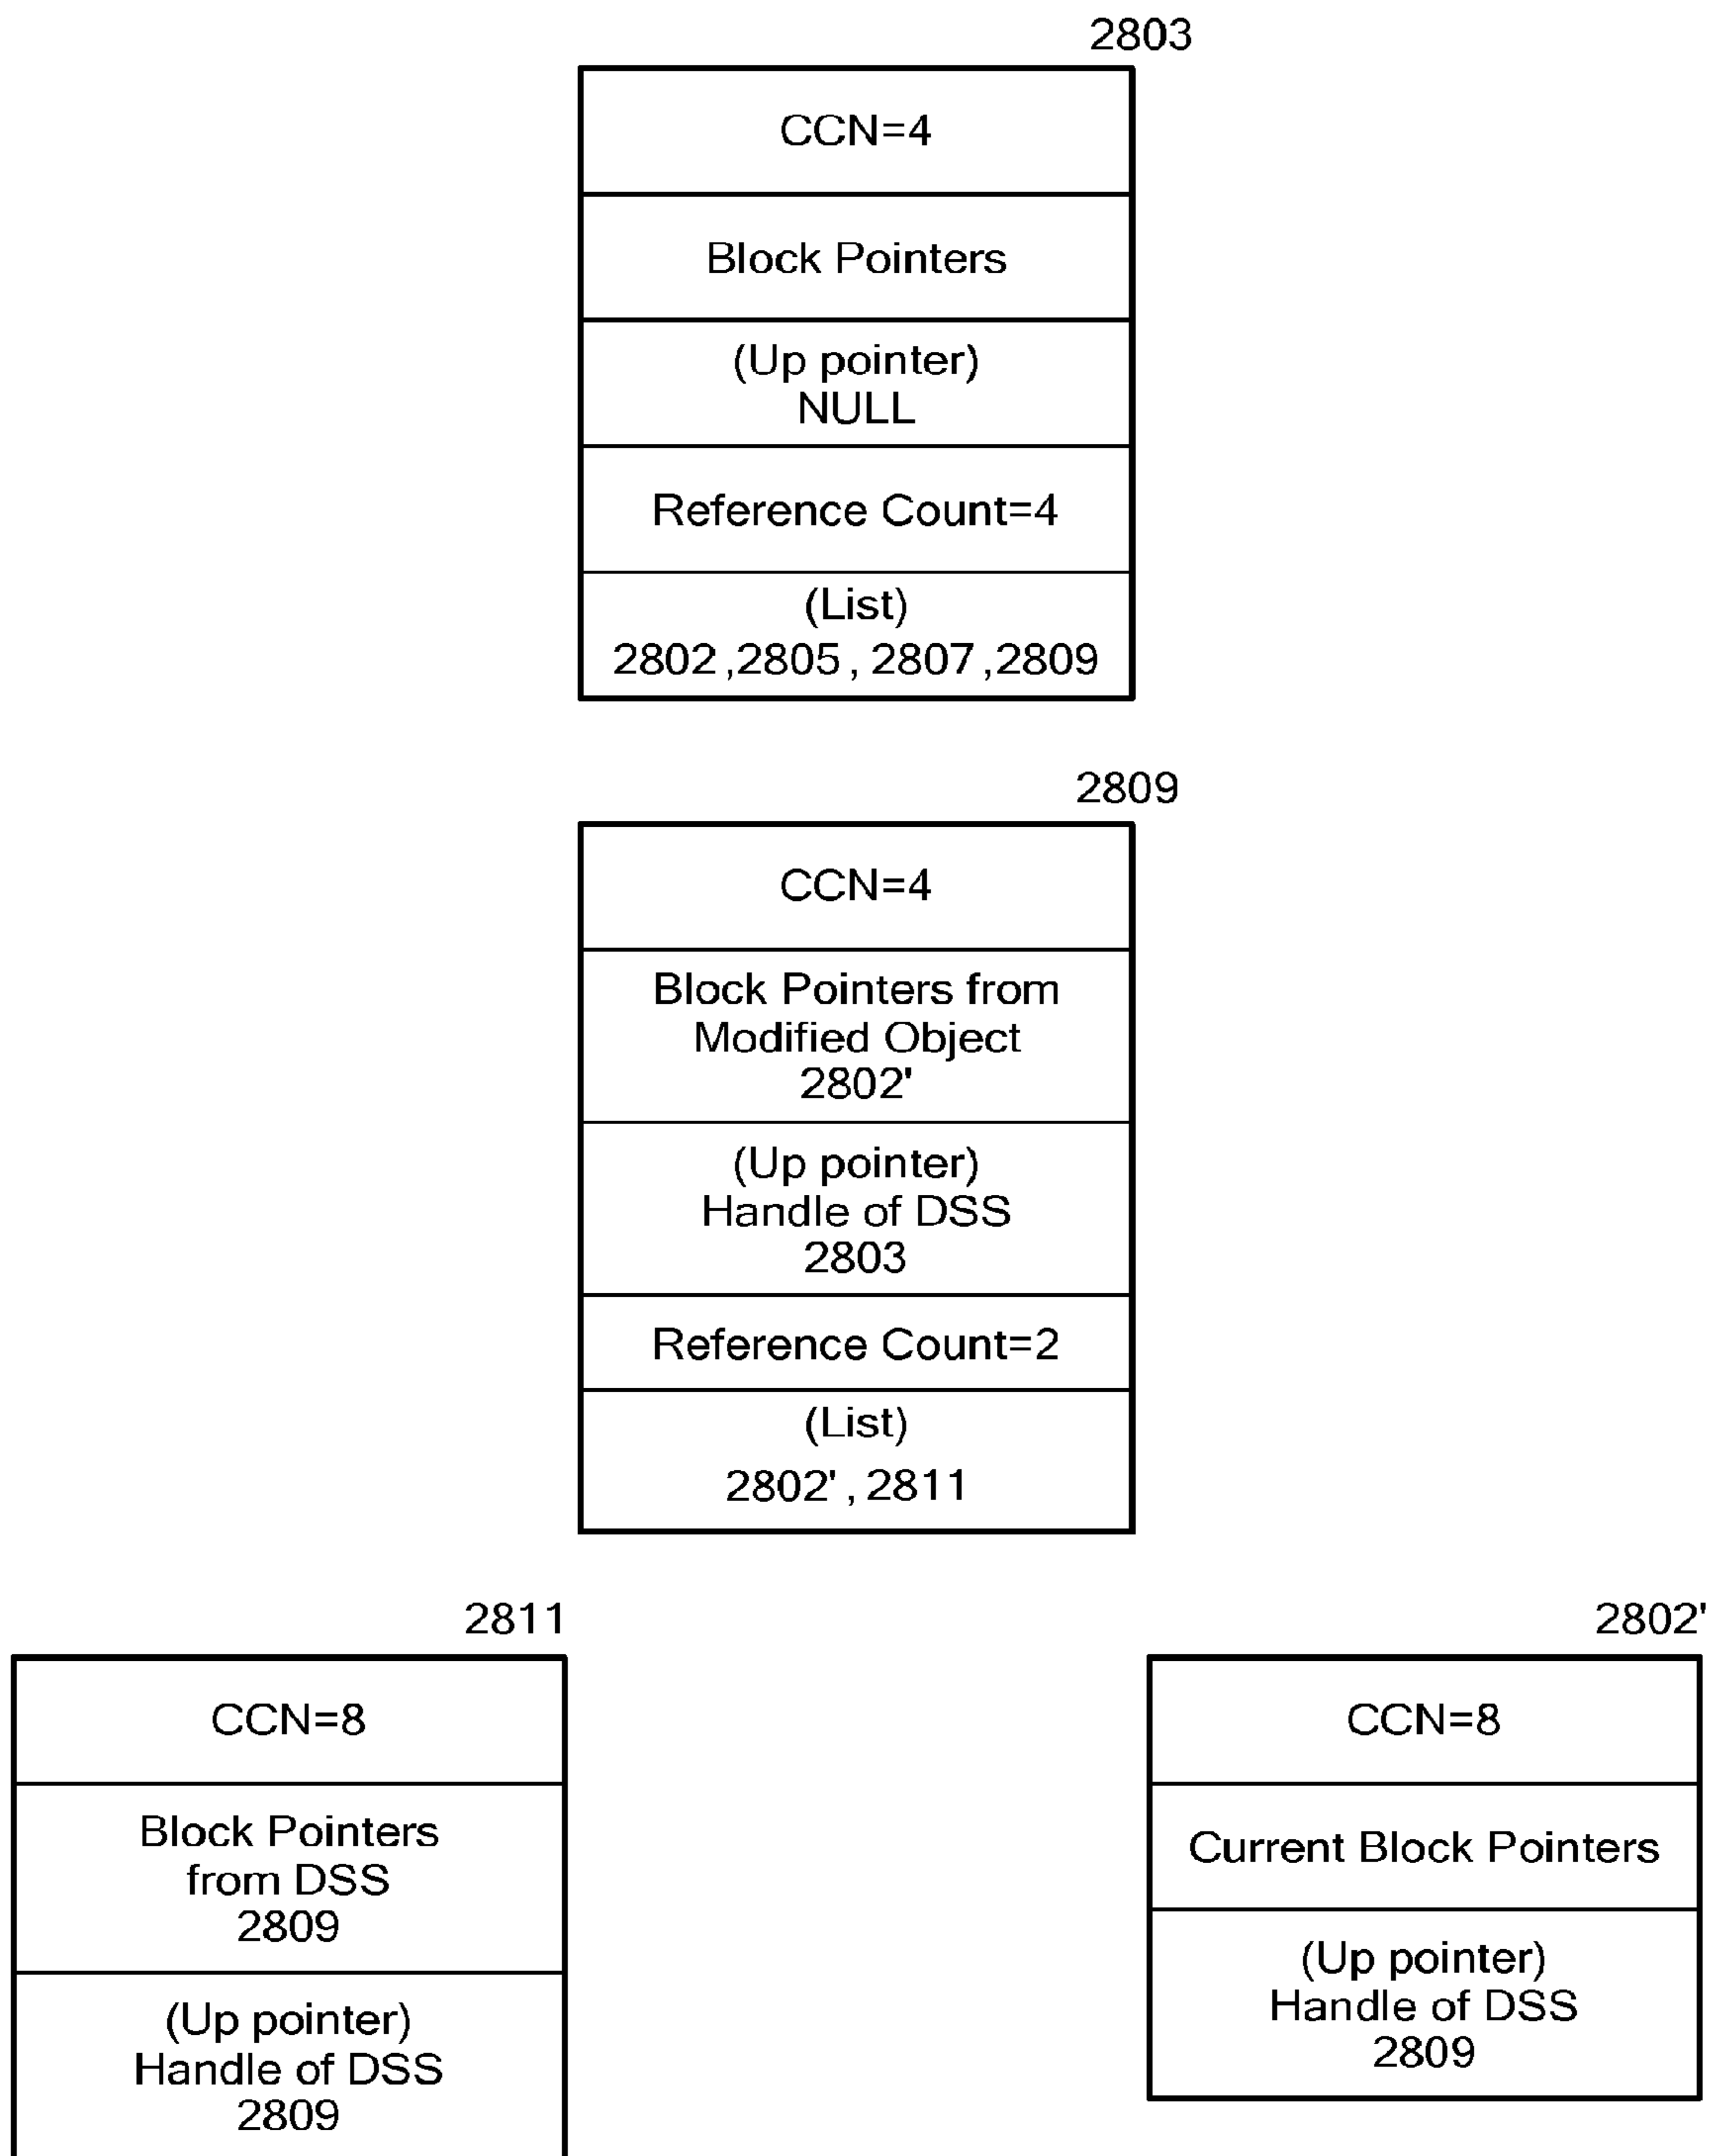 2803
CCN=4
Block Pointers
(Up pointer)
NULL
Reference Count=4
(List)
2802 ,2805 , 2807 ,2809
2809
CCN=4
Block Pointers from
Modified Object
2802'
(Up pointer)
Handle of DSS
2803
Reference Count=2
(List)
2802' , 2811
2811
CCN=8
Block Pointers
from DSS
2809
(Up pointer)
Handle of DSS
2809
2802'
CCN=8
Current Block Pointers
(Up pointer)
Handle of DSS
2809